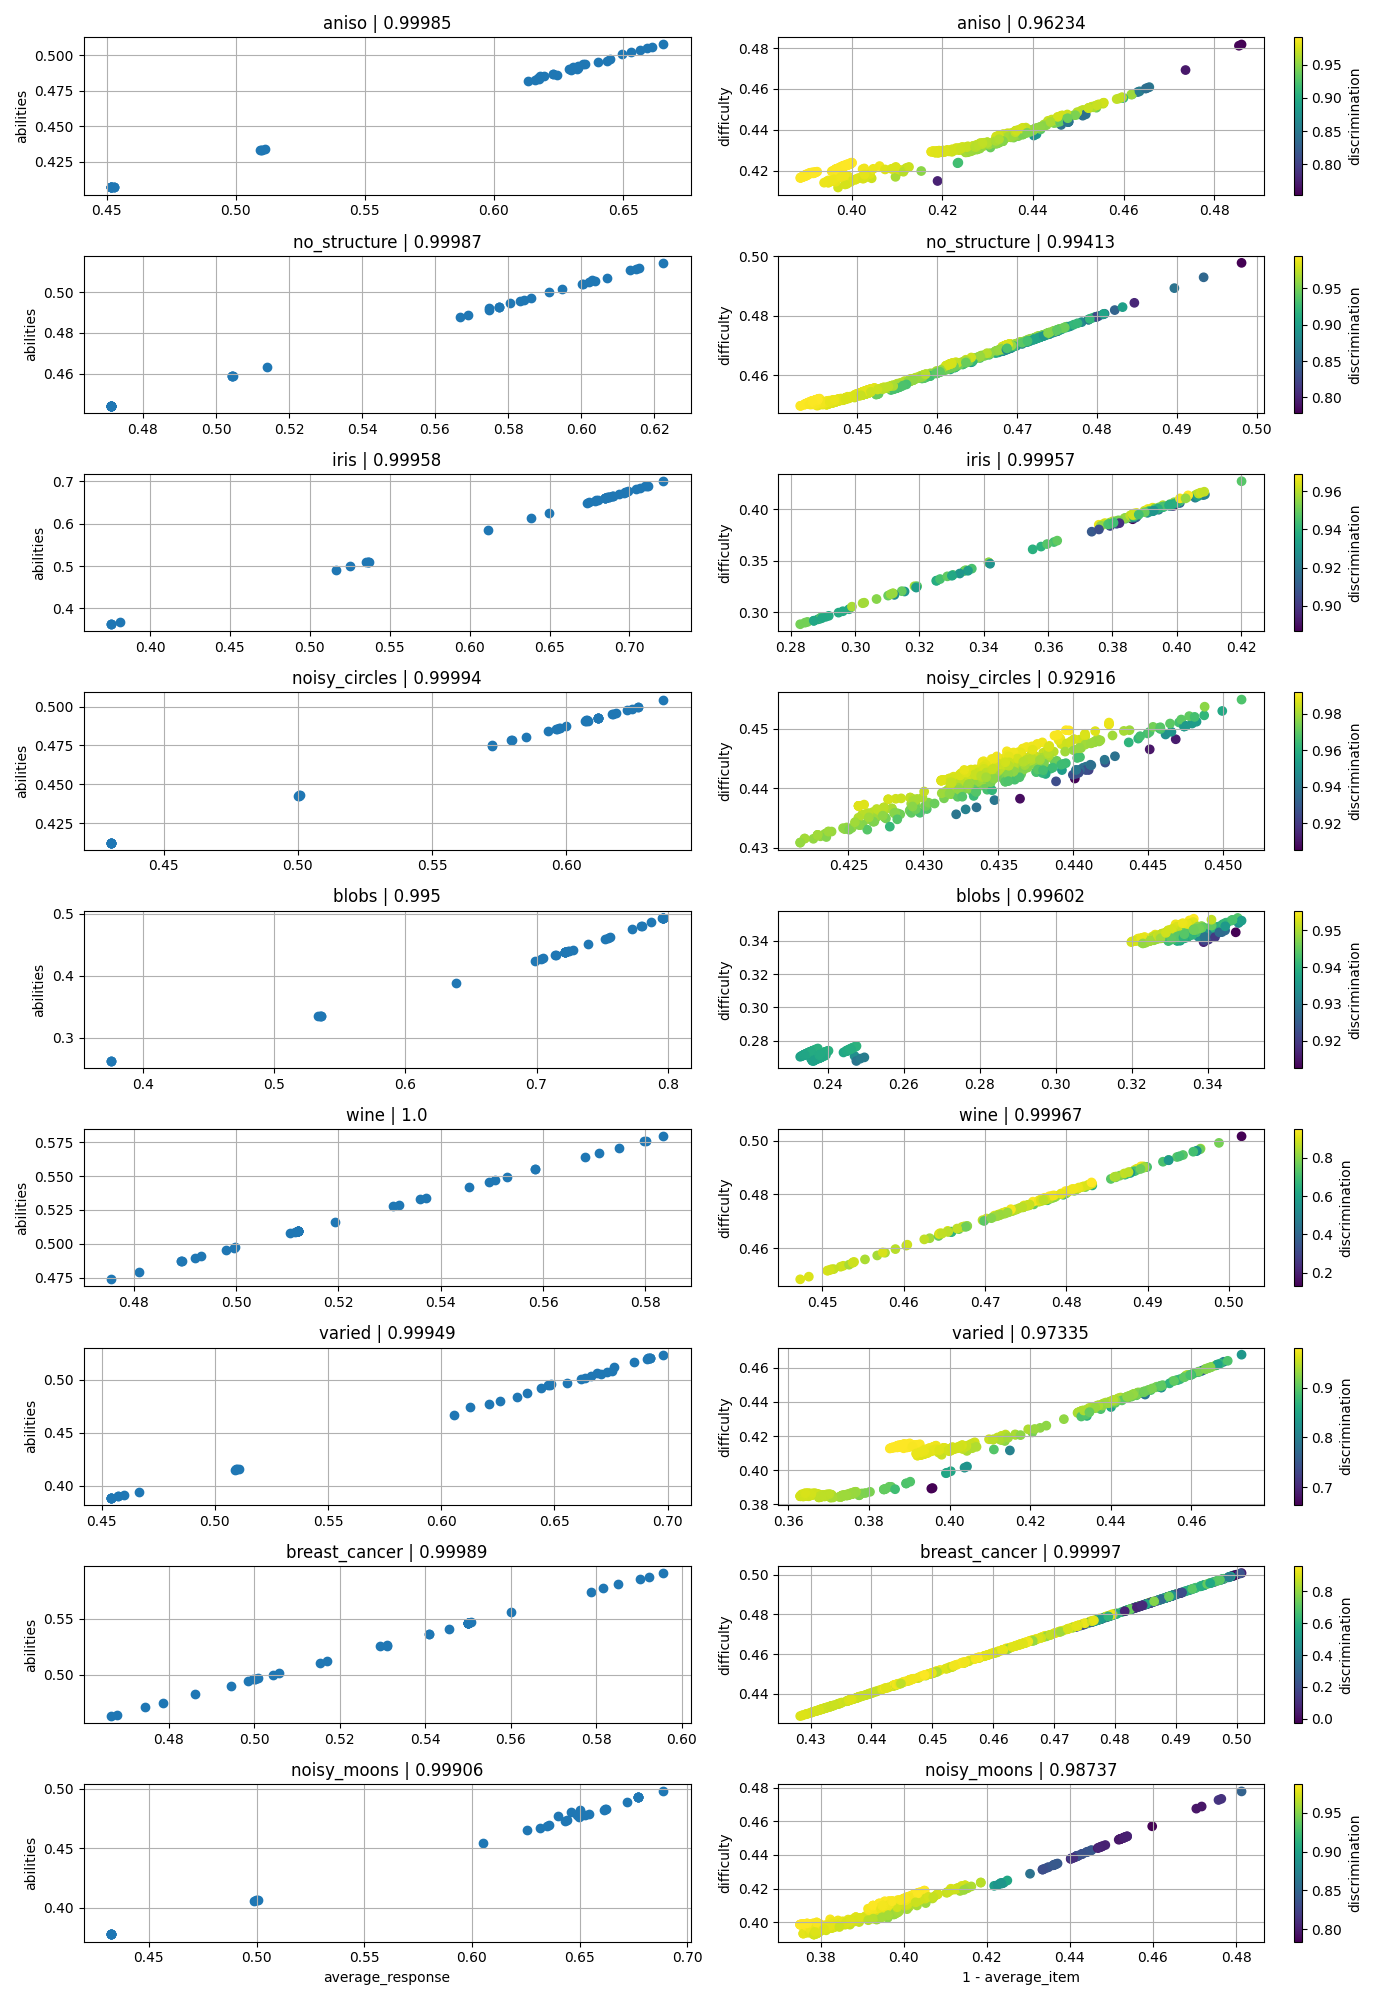 aniso | 0.99985
abilities
0.500
0.475
0.450
0.425
0.45 0.50 0.55 0.60 0.65
aniso | 0.96234
difficulty
0.48
0.46
0.44
0.42
0.40 0.42 0.44 0.46 0.48
0.95
0.90
0.85
0.80
discrimination
no_structure | 0.99987
abilities
0.50
0.48
0.46
0.48 0.50 0.52 0.54 0.56 0.58 0.60 0.62
no_structure | 0.99413
difficulty
0.50
0.48
0.46
0.45 0.46 0.47 0.48 0.49 0.50
0.95
0.90
0.85
0.80
discrimination
iris | 0.99958
abilities
0.7
0.6
0.5
0.4
0.40 0.45 0.50 0.55 0.60 0.65 0.70
iris | 0.99957
difficulty
0.40
0.35
0.30
0.28 0.30 0.32 0.34 0.36 0.38 0.40 0.42
0.96
0.94
0.92
0.90
discrimination
noisy_circles | 0.99994
abilities
0.500
0.475
0.450
0.425
0.45 0.50 0.55 0.60
noisy_circles | 0.92916
difficulty
0.45
0.44
0.43
0.425 0.430 0.435 0.440 0.445 0.450
0.98
0.96
0.94
0.92
discrimination
blobs | 0.995
abilities
0.5
0.4
0.3
0.4 0.5 0.6 0.7 0.8
blobs | 0.99602
difficulty
0.34
0.32
0.30
0.28
0.24 0.26 0.28 0.30 0.32 0.34
0.95
0.94
0.93
0.92
discrimination
wine | 1.0
abilities
0.575
0.550
0.525
0.500
0.475
0.48 0.50 0.52 0.54 0.56 0.58
wine | 0.99967
difficulty
0.50
0.48
0.46
0.45 0.46 0.47 0.48 0.49 0.50
0.8
0.6
0.4
0.2
discrimination
varied | 0.99949
abilities
0.50
0.45
0.40
0.45 0.50 0.55 0.60 0.65 0.70
varied | 0.97335
difficulty
0.46
0.44
0.42
0.40
0.38
0.36 0.38 0.40 0.42 0.44 0.46
0.9
0.8
0.7
discrimination
breast_cancer | 0.99989
abilities
0.55
0.50
0.48 0.50 0.52 0.54 0.56 0.58 0.60
breast_cancer | 0.99997
difficulty
0.50
0.48
0.46
0.44
0.43 0.44 0.45 0.46 0.47 0.48 0.49 0.50
0.8
0.6
0.4
0.2
0.0
discrimination
noisy_moons | 0.99906
abilities
0.50
0.45
0.40
0.45 0.50 0.55 0.60 0.65 0.70
average_response
noisy_moons | 0.98737
difficulty
0.48
0.46
0.44
0.42
0.40
0.38 0.40 0.42 0.44 0.46 0.48
1 - average_item
0.95
0.90
0.85
0.80
discrimination